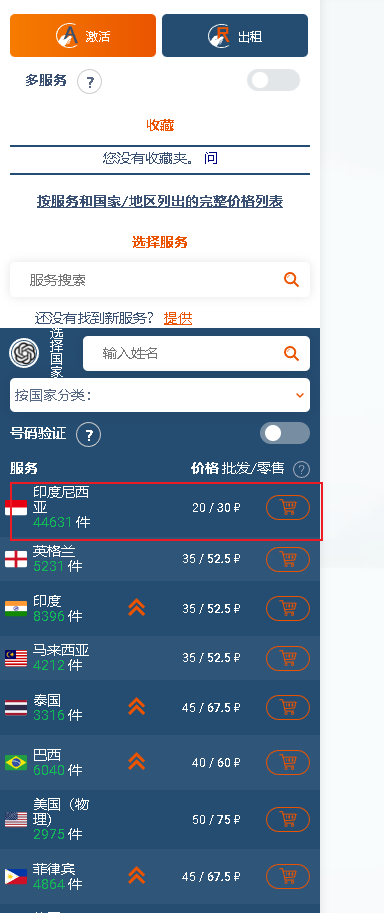 激活
出租
多服务 ?
收藏
您没有收藏夹。 问
按服务和国家/地区列出的完整价格列表
选择服务
服务搜索
还没有找到新服务? 提供
选择国家
输入姓名
按国家分类:
号码验证 ?
服务 价格 批发/零售 ?
印度尼西亚
44631 件
20 / 30 ₽
英格兰
5231 件
35 / 52.5 ₽
印度
8396 件
35 / 52.5 ₽
马来西亚
4212 件
35 / 52.5 ₽
泰国
3316 件
45 / 67.5 ₽
巴西
6040 件
40 / 60 ₽
美国（物理)
2975 件
50 / 75 ₽
菲律宾
4864 件
45 / 67.5 ₽